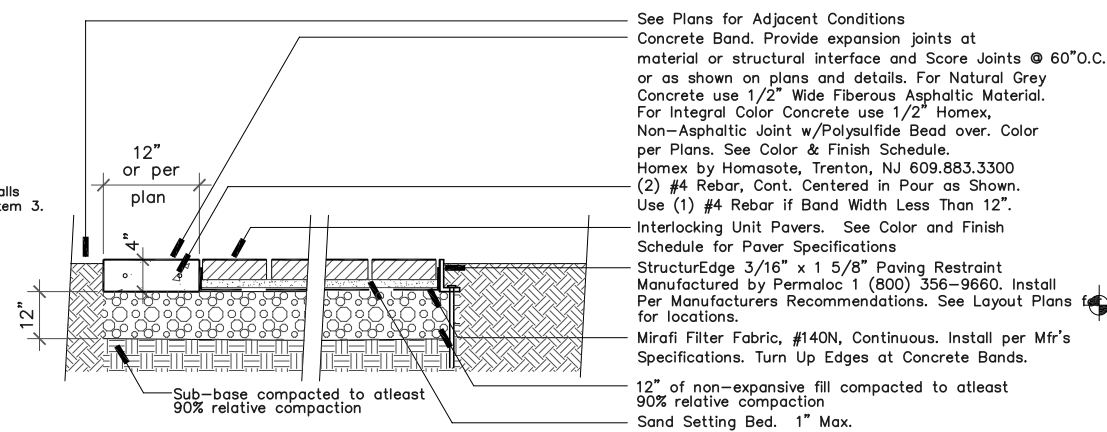 See Plans for Adjacent Conditions
Concrete Band. Provide expansion joints at
material or structural interface and Score Joints @ 60"O.C.
or as shown on plans and details. For Natural Grey
Concrete use 1/2" Wide Fiberous Asphaltic Material.
For Integral Color Concrete use 1/2" Homex,
Non-Asphaltic Joint w/Polysulfide Bead over. Color
per Plans. See Color & Finish Schedule.
Homex by Homasote, Trenton, NJ 609.883.3300
(2) #4 Rebar, Cont. Centered in Pour as Shown.
Use (1) #4 Rebar if Band Width Less Than 12".
Interlocking Unit Pavers. See Color and Finish
Schedule for Paver Specifications
StructurEdge 3/16" x 1 5/8" Paving Restraint
Manufactured by Permaloc 1 (800) 356-9660. Install
Per Manufacturers Recommendations. See Layout Plans
for locations.
Mirafi Filter Fabric, #140N, Continuous. Install per Mfr's
Specifications. Turn Up Edges at Concrete Bands.
12" of non-expansive fill compacted to atleast
90% relative compaction
Sand Setting Bed. 1" Max.
12"
or per
plan
alls
tem 3.
4"
12"
Sub-base compacted to atleast
90% relative compaction